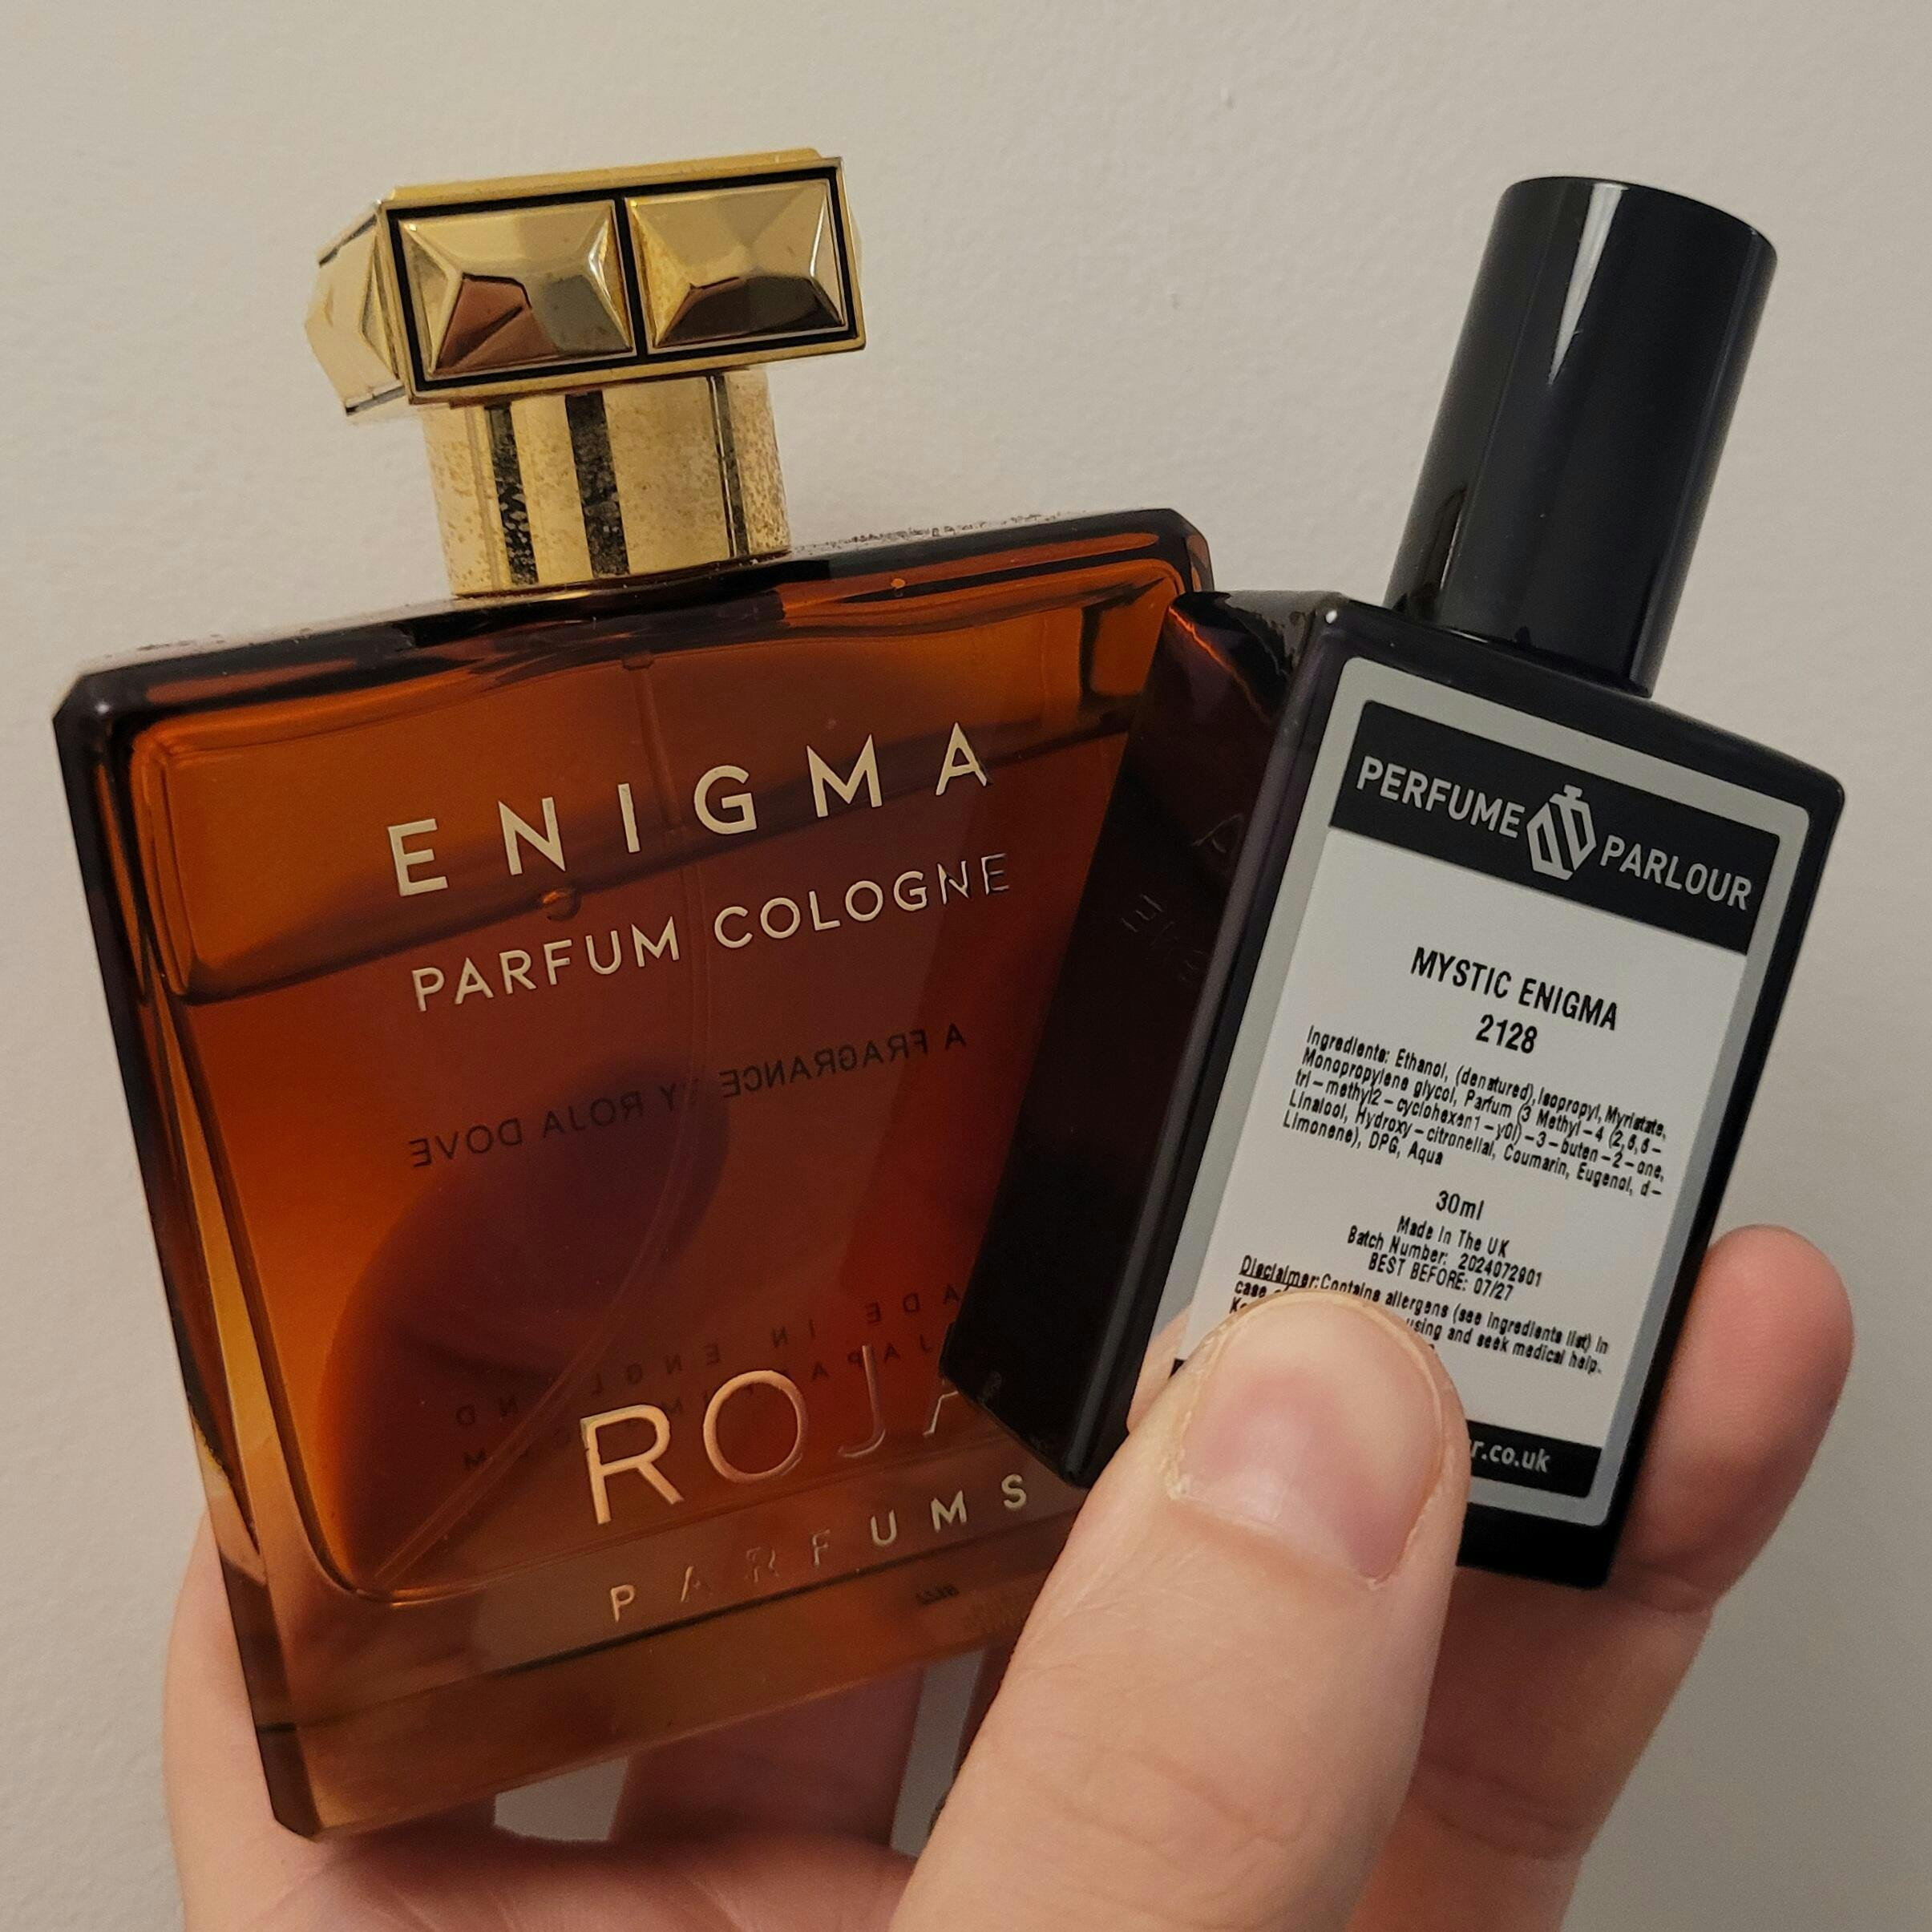 ENIGMA
PARFUM COLOGNE
A FRAGRANCE BY ROJA DOVE
ROJA
PARFUMS
PERFUME PARLOUR
MYSTIC ENIGMA
2128
Ingredients: Ethanol, (denatured), Isopropyl, Myristate,
Monopropylene glycol, Parfum (3 Methyl-4 (2,6,6-
tri-methyl2-cyclohexen1-yol)-3-buten-2-one,
Linalool, Hydroxy-citronellal, Coumarin, Eugenol, d-
Limonene), DPG, Aqua
30ml
Made In The UK
Batch Number: 2024072901
BEST BEFORE: 07/27
Disclaimer: Contains allergens (see ingredients list) In
case
using and seek medical help.
r.co.uk